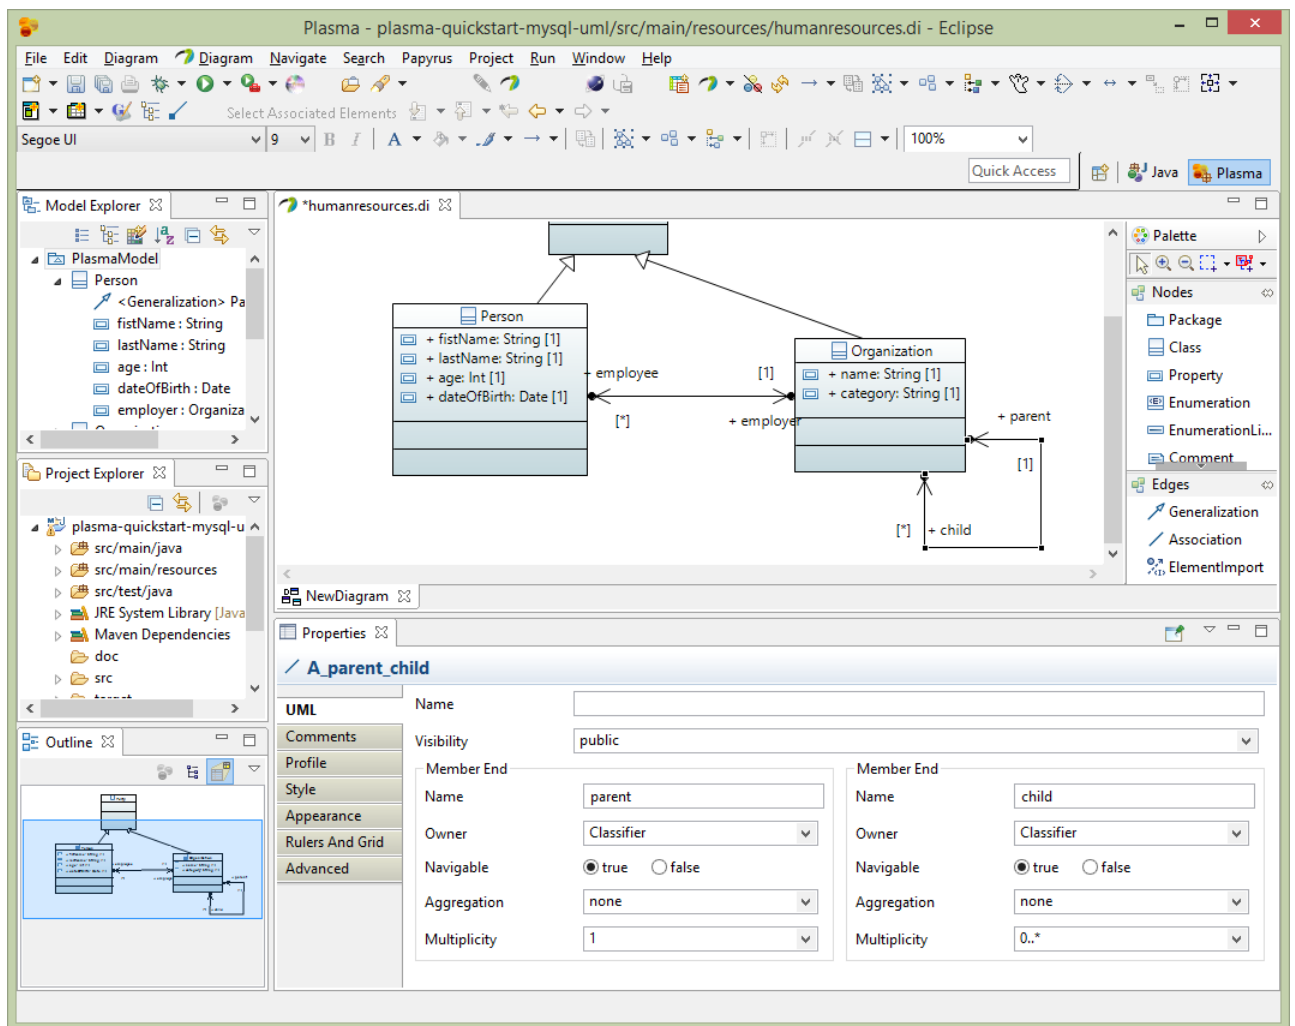 Plasma - plasma-quickstart-mysql-uml/src/main/resources/humanresources.di - Eclipse
File Edit Diagram Diagram Navigate Search Papyrus Project Run Window Help
Select Associated Elements
Segoe UI 9 B I A 100%
Quick Access Java Plasma
Model Explorer
PlasmaModel
Person
<Generalization> Pa
fistName : String
lastName : String
age : Int
dateOfBirth : Date
employer : Organiza
Project Explorer
plasma-quickstart-mysql-u
src/main/java
src/main/resources
src/test/java
JRE System Library [Java
Maven Dependencies
doc
src
target
Outline
*humanresources.di
Person
+ fistName: String [1]
+ lastName: String [1]
+ age: Int [1]
+ dateOfBirth: Date [1]
+ employee
[1]
[*]
+ employer
Organization
+ name: String [1]
+ category: String [1]
+ parent
[1]
[*]
+ child
NewDiagram
Palette
Nodes
Package
Class
Property
Enumeration
EnumerationLi...
Comment
Edges
Generalization
Association
ElementImport
Properties
A_parent_child
UML
Comments
Profile
Style
Appearance
Rulers And Grid
Advanced
Name
Visibility public
Member End
Name parent
Owner Classifier
Navigable true false
Aggregation none
Multiplicity 1
Member End
Name child
Owner Classifier
Navigable true false
Aggregation none
Multiplicity 0..*